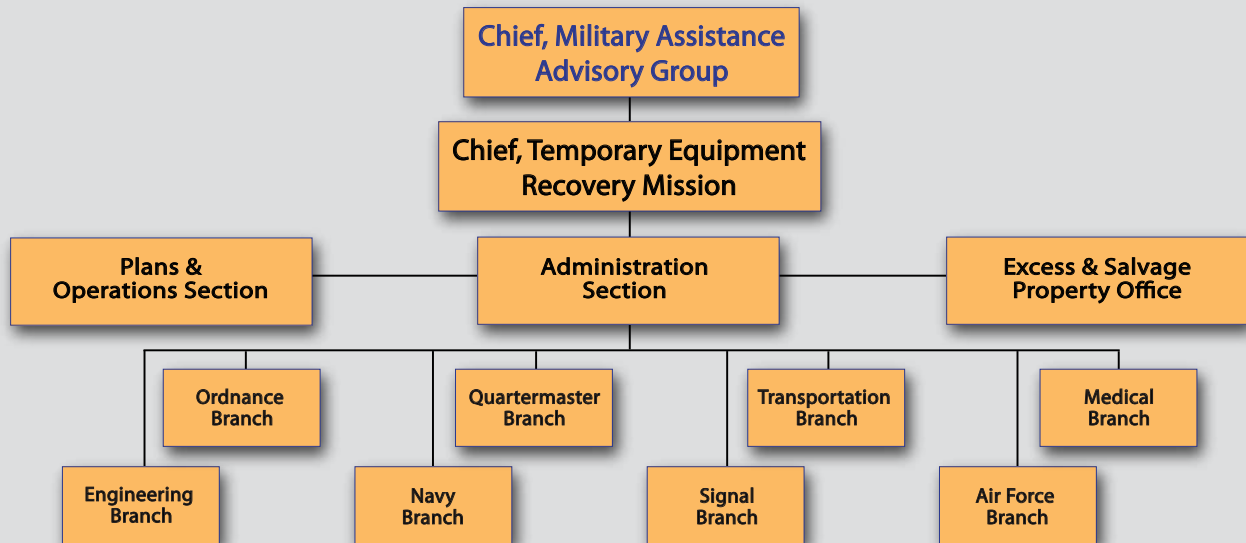 Chief, Military Assistance
Advisory Group
Chief, Temporary Equipment
Recovery Mission
Plans &
Operations Section
Administration
Section
Excess & Salvage
Property Office
Ordnance
Branch
Quartermaster
Branch
Transportation
Branch
Medical
Branch
Engineering
Branch
Navy
Branch
Signal
Branch
Air Force
Branch